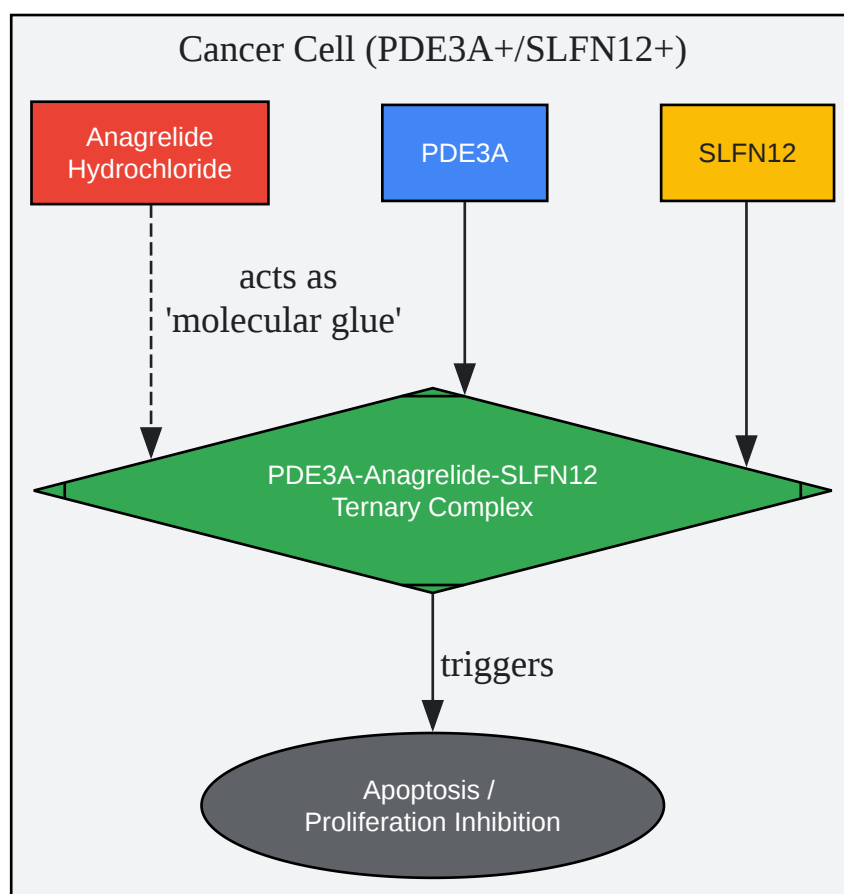 Cancer Cell (PDE3A+/SLFN12+)
Anagrelide
Hydrochloride
PDE3A
SLFN12
acts as
'molecular glue'
PDE3A-Anagrelide-SLFN12
Ternary Complex
triggers
Apoptosis /
Proliferation Inhibition